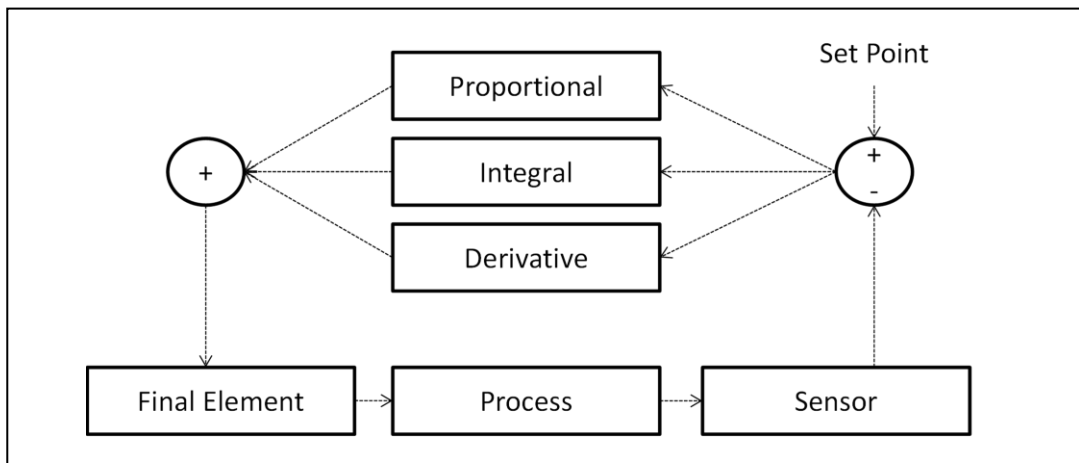 Set Point
Proportional
+
-
+
Integral
Derivative
Final Element
Process
Sensor